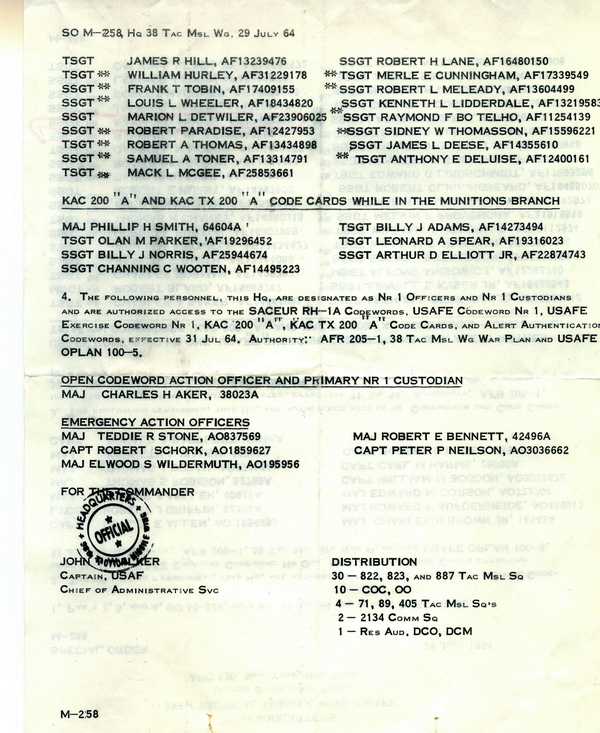 SO M-258, Hq 38 Tac Msl Wg, 29 July 64
TSGT JAMES R HILL, AF13239476 SSGT ROBERT H LANE, AF16480150
TSGT ** WILLIAM HURLEY, AF31229178 ** TSGT MERLE E CUNNINGHAM, AF17339549
SSGT ** FRANK T TOBIN, AF17409155 ** SSGT ROBERT L MELEADY, AF13604499
SSGT ** LOUIS L WHEELER, AF18434820 SSGT KENNETH L LIDDERDALE, AF13219583
SSGT MARION L DETWILER, AF23906025 ** SSGT RAYMOND F BO TELHO, AF11254139
SSGT ** ROBERT PARADISE, AF12427953 ** SSGT SIDNEY W THOMASSON, AF15596221
TSGT ** ROBERT A THOMAS, AF13434898 SSGT JAMES L DEESE, AF14355610
SSGT ** SAMUEL A TONER, AF13314791 ** TSGT ANTHONY E DELUISE, AF12400161
TSGT ** MACK L MCGEE, AF25853661
KAC 200 "A" AND KAC TX 200 "A" CODE CARDS WHILE IN THE MUNITIONS BRANCH
MAJ PHILLIP H SMITH, 64274A TSGT BILLY J ADAMS, AF14273494
TSGT OLAN M PARKER, AF19296452 TSGT LEONARD A SPEAR, AF19316023
SSGT BILLY J NORRIS, AF25944674 SSGT ARTHUR D ELLIOTT JR, AF22874743
SSGT CHANNING C WOOTEN, AF14495223
4. The following personnel, this Hq, are designated as Nr 1 Officers and Nr 1 Custodians
and are authorized access to the SACEUR RH-1A Codewords, USAFE Codeword Nr 1, USAFE
Exercise Codeword Nr 1, KAC 200 "A", KAC TX 200 "A" Code Cards, and Alert Authentication
Codewords, effective 31 Jul 64. Authority: AFR 205-1, 38 Tac Msl Wg War Plan and USAFE
OPLAN 100-5.
OPEN CODEWORD ACTION OFFICER AND PRIMARY NR 1 CUSTODIAN
MAJ CHARLES H AKER, 38023A
EMERGENCY ACTION OFFICERS
MAJ TEDDIE R STONE, AO837569 MAJ ROBERT E BENNETT, 42496A
CAPT ROBERT SCHORK, AO1859627 CAPT PETER P NEILSON, AO3036662
MAJ ELWOOD S WILDERMUTH, AO195956
FOR THE COMMANDER
HEADQUARTERS
OFFICIAL
JOHN
Captain, USAF
Chief of Administrative Svc
DISTRIBUTION
30 - 822, 823, and 887 Tac Msl Sq
10 - COC, OO
4 - 71, 89, 405 Tac Msl Sq's
2 - 2134 Comm Sq
1 - Res Aud, DCO, DCM
M-258